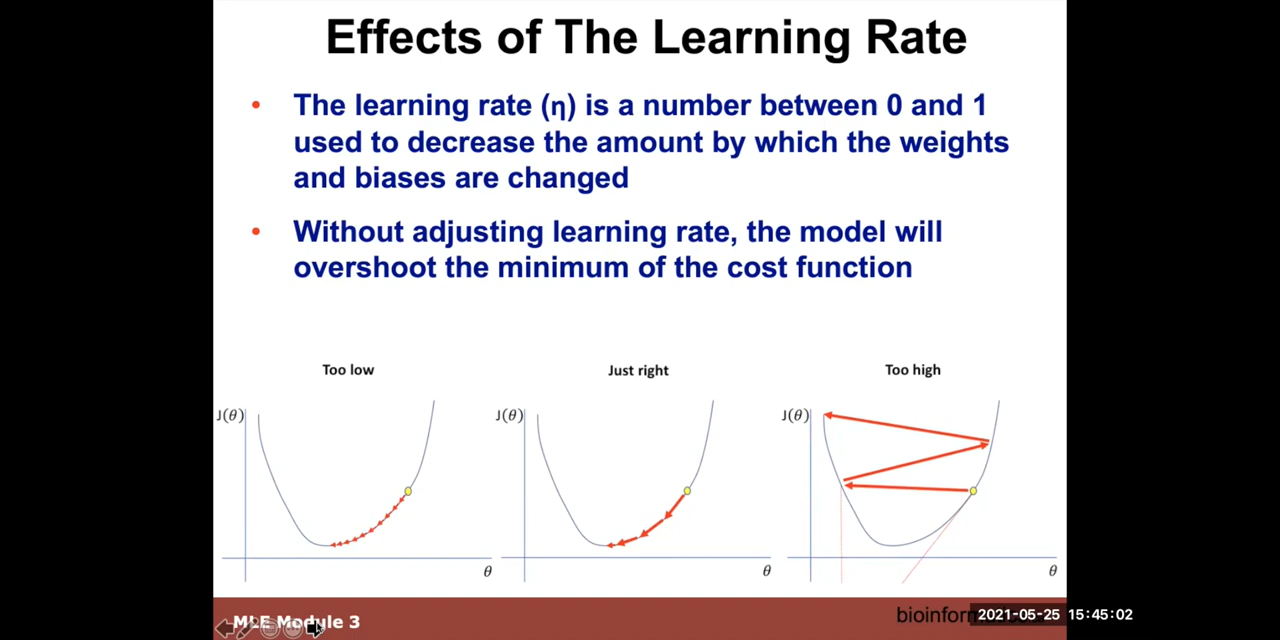 Effects of The Learning Rate
• The learning rate (η) is a number between 0 and 1
used to decrease the amount by which the weights
and biases are changed
• Without adjusting learning rate, the model will
overshoot the minimum of the cost function
Too low
Just right
Too high
J(θ)
J(θ)
J(θ)
θ
θ
θ
MLE Module 3
2021-05-25 15:45:02